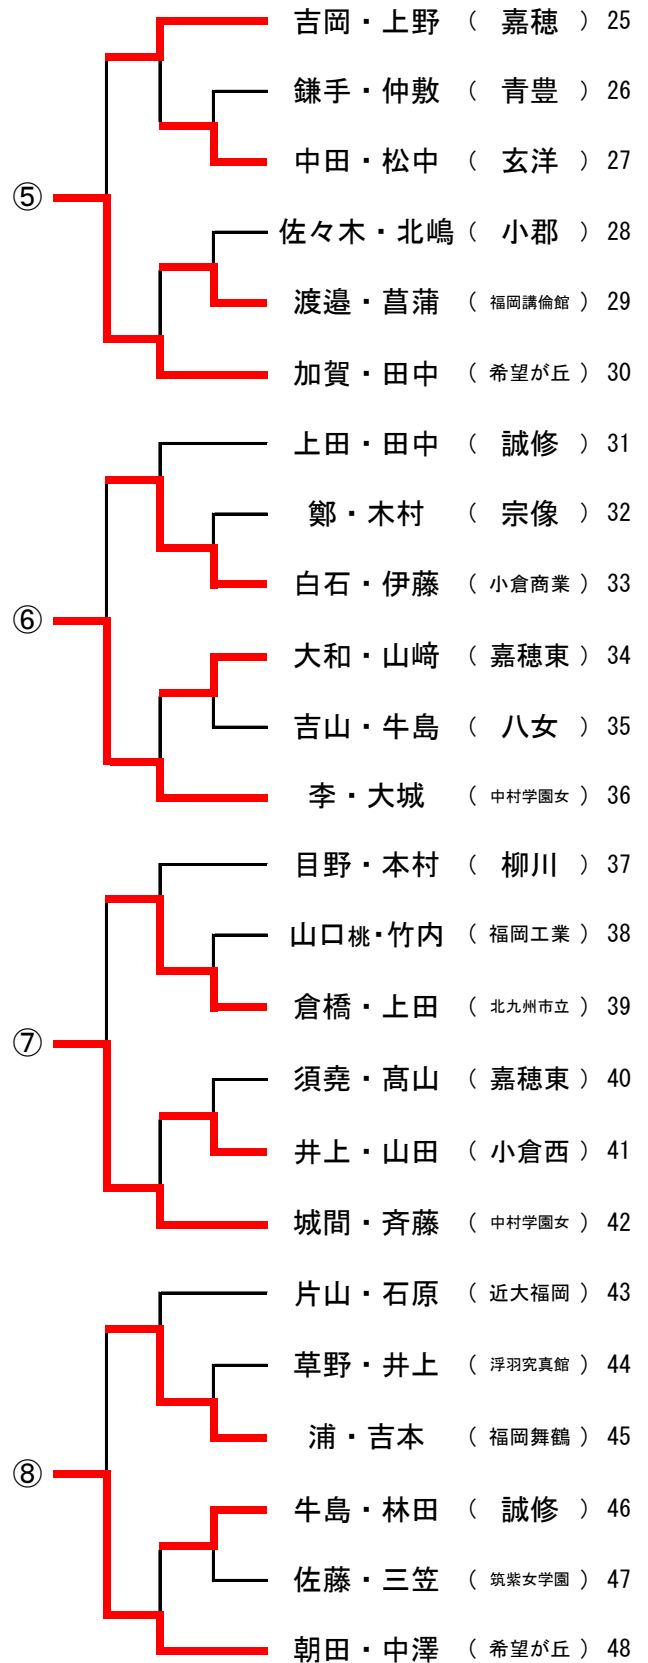 吉岡・上野 （ 嘉穂 ） 25
鎌手・仲敷 （ 青豊 ） 26
中田・松中 （ 玄洋 ） 27
⑤
佐々木・北嶋 （ 小郡 ） 28
渡邉・菖蒲 （ 福岡講倫館 ） 29
加賀・田中 （ 希望が丘 ） 30
上田・田中 （ 誠修 ） 31
鄭・木村 （ 宗像 ） 32
白石・伊藤 （ 小倉商業 ） 33
⑥
大和・山﨑 （ 嘉穂東 ） 34
吉山・牛島 （ 八女 ） 35
李・大城 （ 中村学園女 ） 36
目野・本村 （ 柳川 ） 37
山口桃・竹内 （ 福岡工業 ） 38
倉橋・上田 （ 北九州市立 ） 39
⑦
須堯・髙山 （ 嘉穂東 ） 40
井上・山田 （ 小倉西 ） 41
城間・斉藤 （ 中村学園女 ） 42
片山・石原 （ 近大福岡 ） 43
草野・井上 （ 浮羽究真館 ） 44
浦・吉本 （ 福岡舞鶴 ） 45
⑧
牛島・林田 （ 誠修 ） 46
佐藤・三笠 （ 筑紫女学園 ） 47
朝田・中澤 （ 希望が丘 ） 48